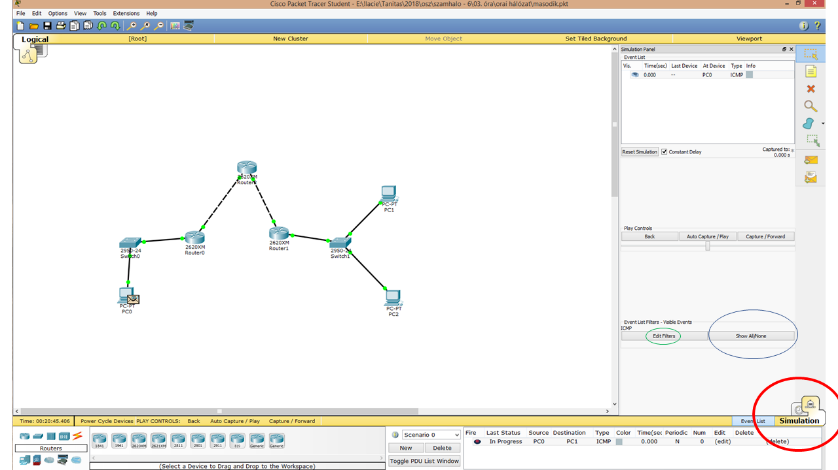 Cisco Packet Tracer Student - E:\lacie\Tanitas\2018\osz\szamhalo - 6\03. óra\orai hálózat\masodik.pkt
File Edit Options View Tools Extensions Help
Logical [Root] New Cluster Move Object Set Tiled Background Viewport
Simulation Panel
Event List
Vis. Time(sec) Last Device At Device Type Info
0.000 -- PC0 ICMP
Reset Simulation Constant Delay Captured to:
0.000 s
2620XM
PC-PT
PC1
2950-24
Switch0
2620XM
Router0
2620XM
Router1
Switch1
PC-PT
PC0
PC-PT
PC2
Play Controls
Back Auto Capture / Play Capture / Forward
Event List Filters - Visible Events
ICMP
Edit Filters Show All/None
Time: 00:20:45.466 Power Cycle Devices PLAY CONTROLS: Back Auto Capture / Play Capture / Forward Event List Simulation
Routers
1841 2620XM 2621XM 2811 2901 2911 Generic Generic
(Select a Device to Drag and Drop to the Workspace)
Scenario 0
New Delete
Toggle PDU List Window
Fire Last Status Source Destination Type Color Time(sec Periodic Num Edit Delete
In Progress PC0 PC1 ICMP 0.000 N 0 (edit) delete)